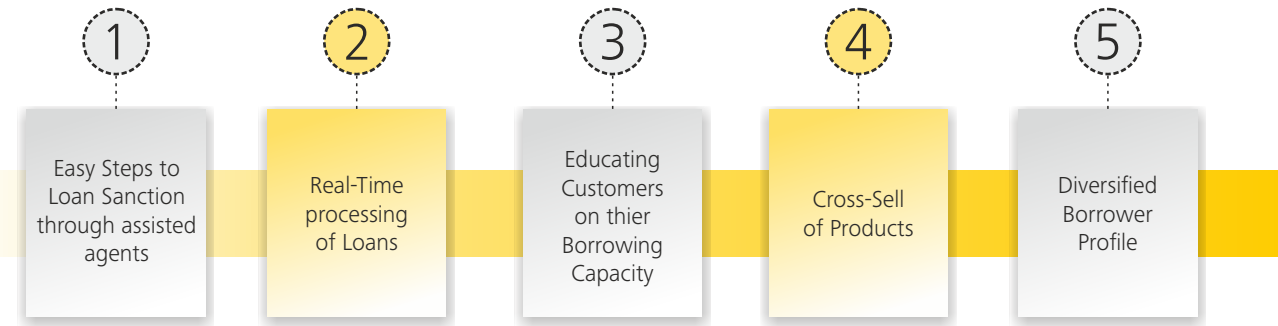 1
Easy Steps to
Loan Sanction
through assisted
agents
2
Real-Time
processing
of Loans
3
Educating
Customers
on thier
Borrowing
Capacity
4
Cross-Sell
of Products
5
Diversified
Borrower
Profile